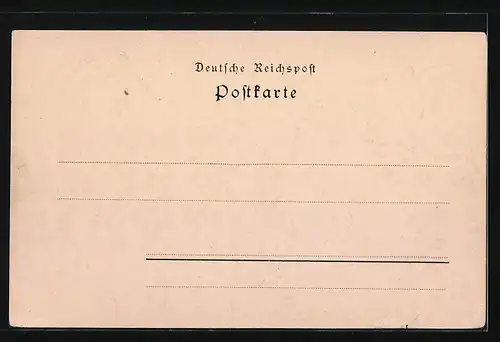 Deutſche Reichspoſt
Poſtkarte